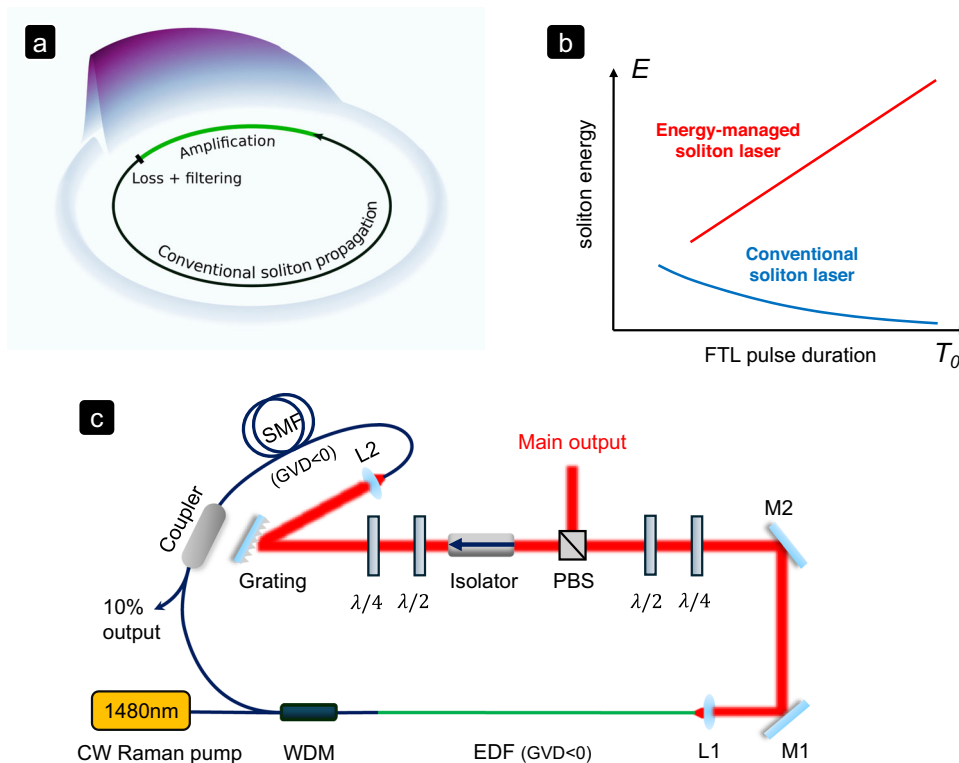 a
Amplification
Loss + filtering
Conventional soliton propagation
b
E
soliton energy
Energy-managed
soliton laser
Conventional
soliton laser
FTL pulse duration
T₀
c
SMF
(GVD<0)
L2
Coupler
Main output
M2
Grating
λ/4
λ/2
Isolator
PBS
λ/2
λ/4
10%
output
1480nm
CW Raman pump
WDM
EDF (GVD<0)
L1
M1